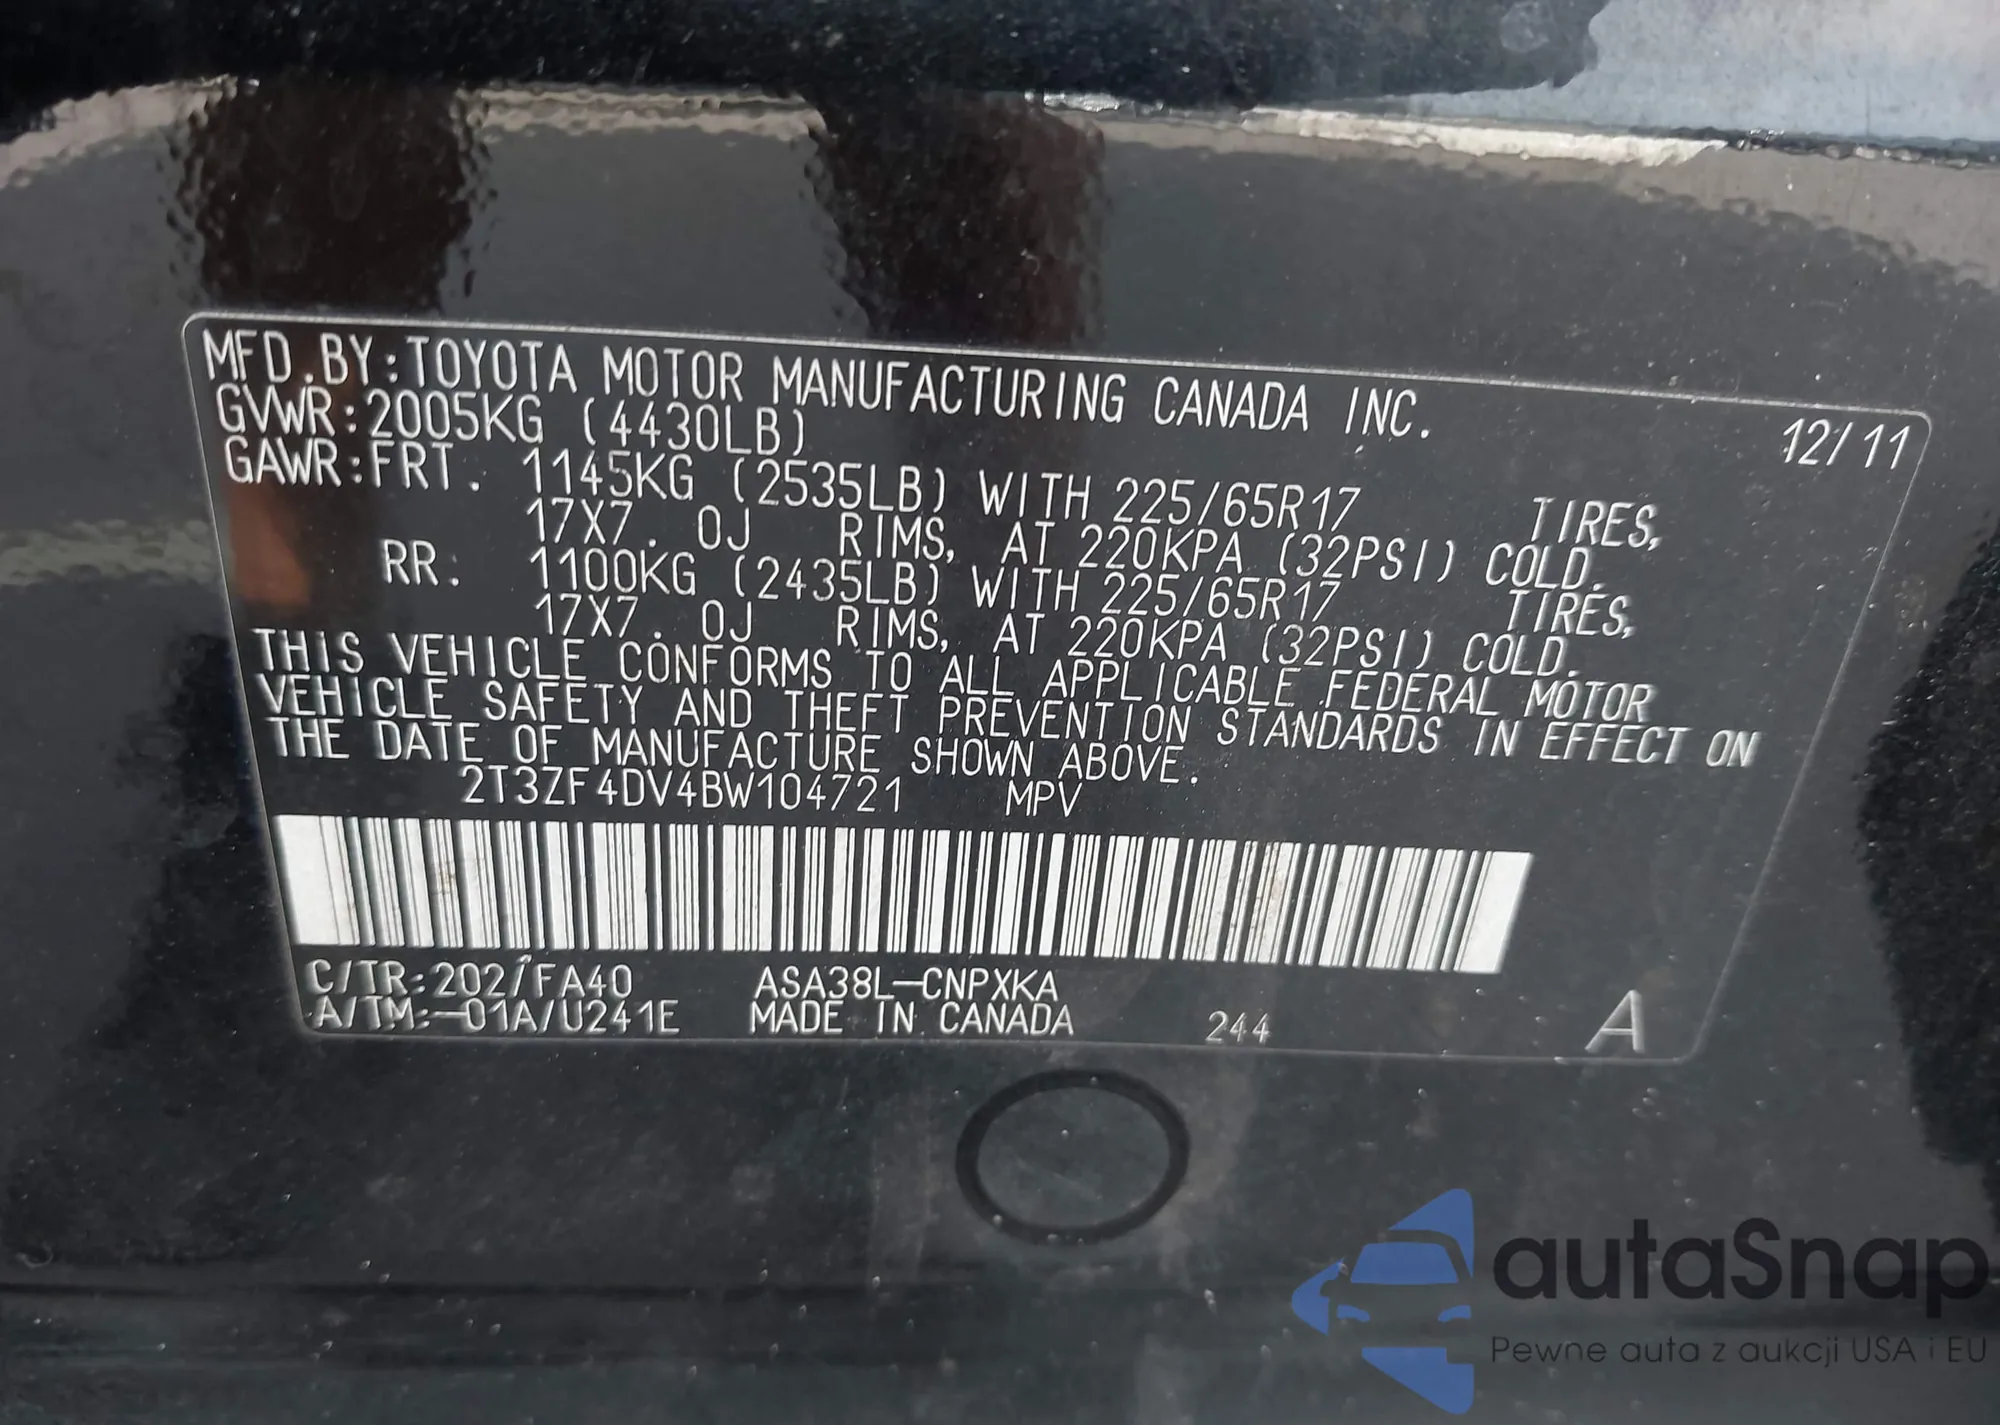 MFD.BY:TOYOTA MOTOR MANUFACTURING CANADA INC. 12/11
GVWR:2005KG (4430LB)
GAWR:FRT. 1145KG (2535LB) WITH 225/65R17 TIRES,
17X7. 0J RIMS, AT 220KPA (32PSI) COLD.
RR: 1100KG (2435LB) WITH 225/65R17 TIRES,
17X7. 0J RIMS, AT 220KPA (32PSI) COLD.
THIS VEHICLE CONFORMS TO ALL APPLICABLE FEDERAL MOTOR
VEHICLE SAFETY AND THEFT PREVENTION STANDARDS IN EFFECT ON
THE DATE OF MANUFACTURE SHOWN ABOVE.
2T3ZF4DV4BW104721 MPV
C/TR:202/FA40 ASA38L-CNPXKA
A/TM:-01A/U241E MADE IN CANADA 244 A
autaSnap
Pewne auta z aukcji USA i EU